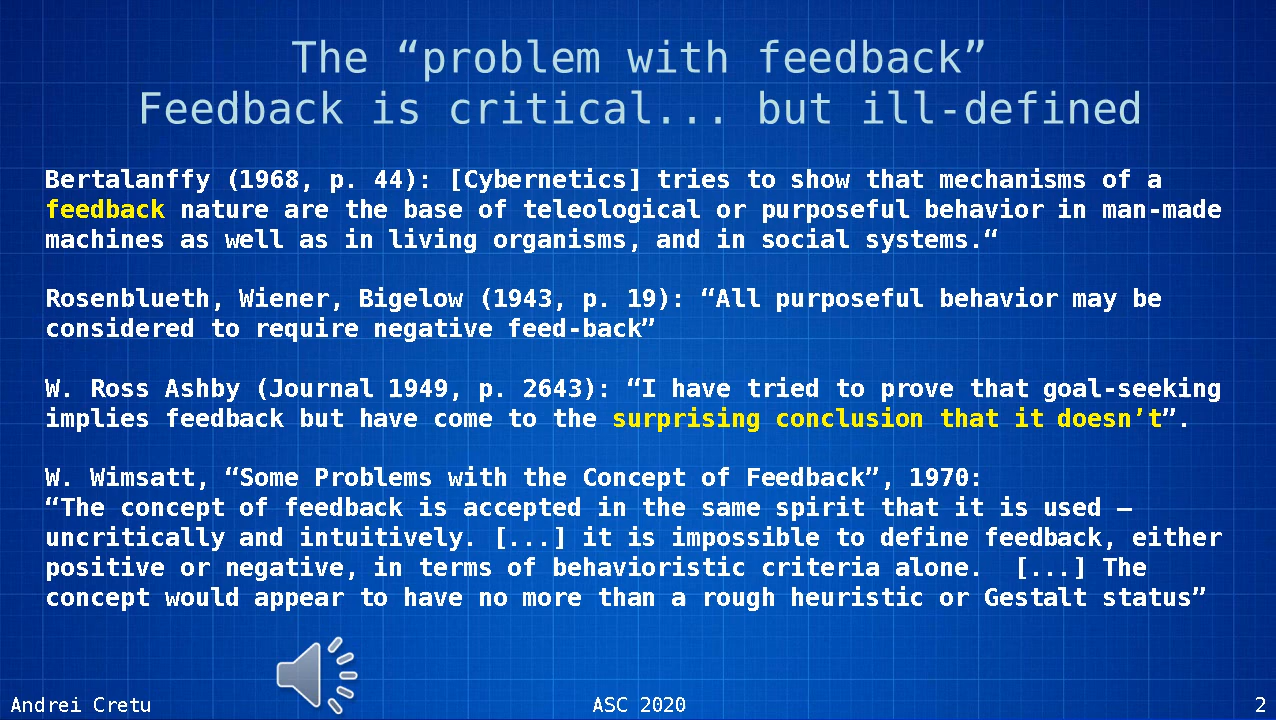 The “problem with feedback”
Feedback is critical... but ill-defined
Bertalanffy (1968, p. 44): [Cybernetics] tries to show that mechanisms of a
feedback nature are the base of teleological or purposeful behavior in man-made
machines as well as in living organisms, and in social systems.“
Rosenblueth, Wiener, Bigelow (1943, p. 19): “All purposeful behavior may be
considered to require negative feed-back”
W. Ross Ashby (Journal 1949, p. 2643): “I have tried to prove that goal-seeking
implies feedback but have come to the surprising conclusion that it doesn’t”.
W. Wimsatt, “Some Problems with the Concept of Feedback”, 1970:
“The concept of feedback is accepted in the same spirit that it is used –
uncritically and intuitively. [...] it is impossible to define feedback, either
positive or negative, in terms of behavioristic criteria alone.  [...] The
concept would appear to have no more than a rough heuristic or Gestalt status”
Andrei Cretu
ASC 2020
2